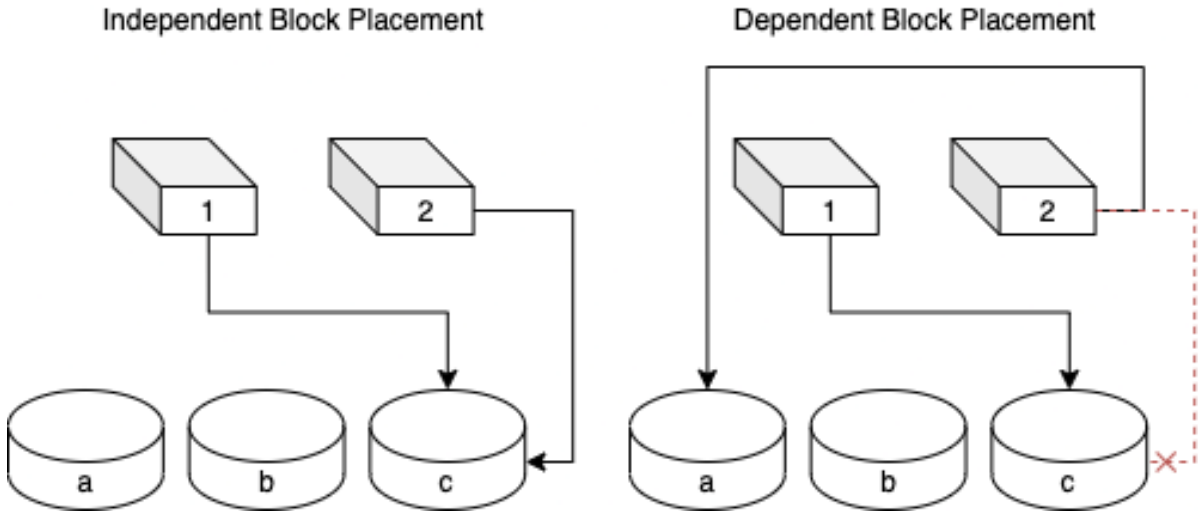 Independent Block Placement
Dependent Block Placement
1
2
1
2
a
b
c
a
b
c